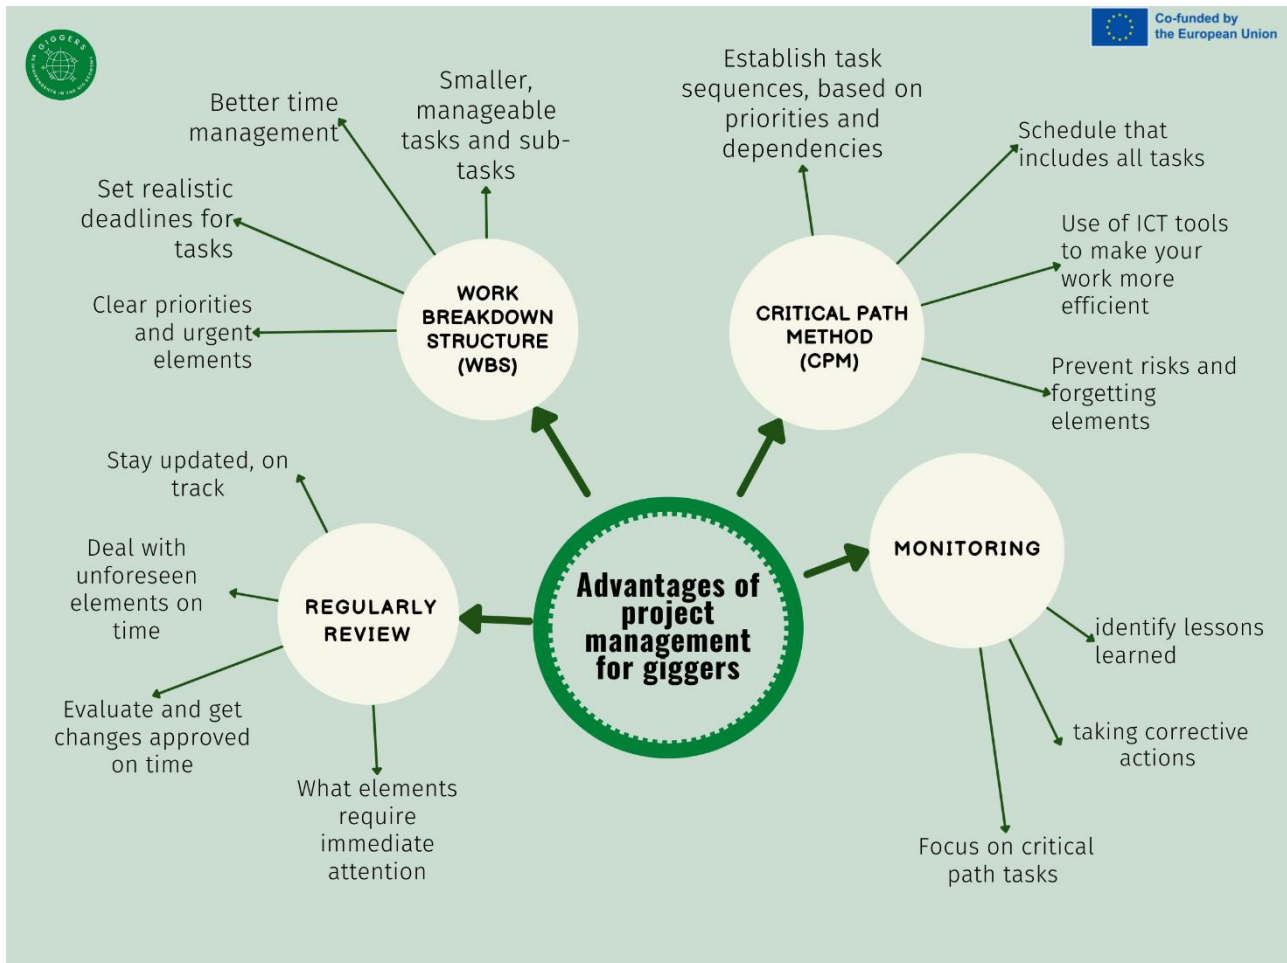 GIGGERS
Co-funded by
the European Union
Better time
management
Smaller,
manageable
tasks and sub-
tasks
Set realistic
deadlines for
tasks
Clear priorities
and urgent
elements
WORK
BREAKDOWN
STRUCTURE
(WBS)
Establish task
sequences, based on
priorities and
dependencies
Schedule that
includes all tasks
Use of ICT tools
to make your
work more
efficient
Prevent risks and
forgetting
elements
CRITICAL PATH
METHOD
(CPM)
Stay updated, on
track
Deal with
unforeseen
elements on
time
Evaluate and get
changes approved
on time
What elements
require
immediate
attention
REGULARLY
REVIEW
Advantages of
project
management
for giggers
MONITORING
identify lessons
learned
taking corrective
actions
Focus on critical
path tasks